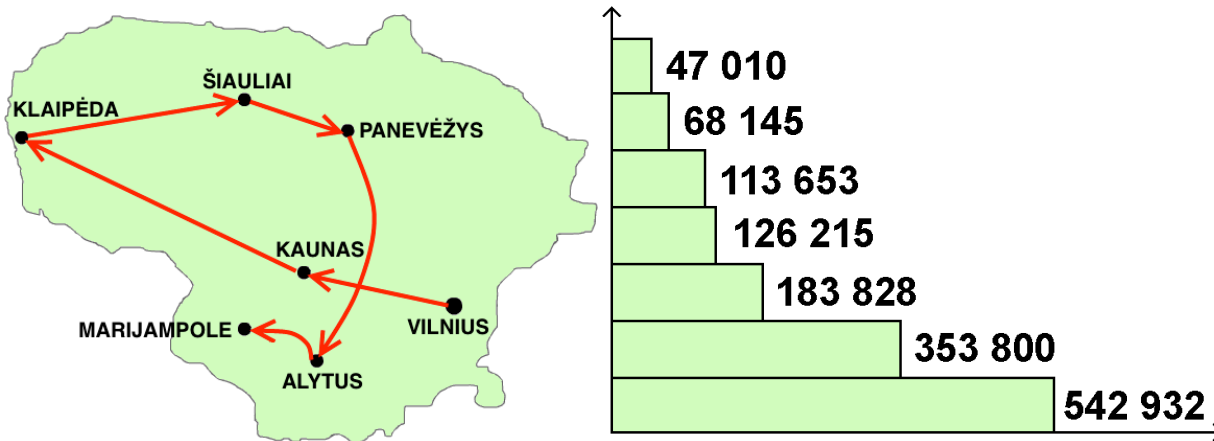 ŠIAULIAI
KLAIPĖDA
PANEVĖŽYS
KAUNAS
VILNIUS
MARIJAMPOLE
ALYTUS
47 010
68 145
113 653
126 215
183 828
353 800
542 932